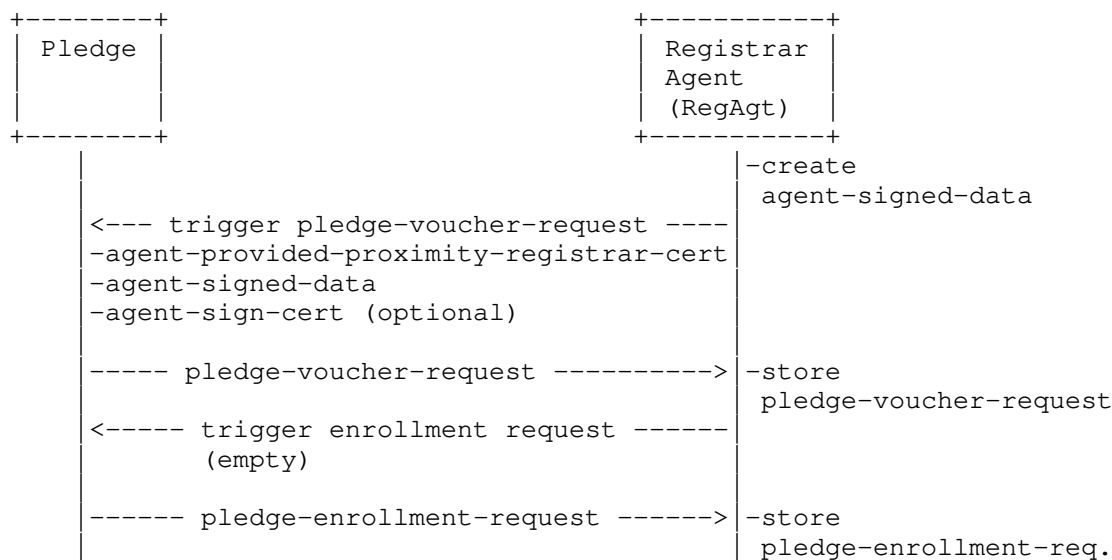 Pledge Registrar
Agent
(RegAgt)
-create
agent-signed-data
<--- trigger pledge-voucher-request ----
-agent-provided-proximity-registrar-cert
-agent-signed-data
-agent-sign-cert (optional)
----- pledge-voucher-request ----------> -store
pledge-voucher-request
<----- trigger enrollment request ------
(empty)
------ pledge-enrollment-request ------> -store
pledge-enrollment-req.